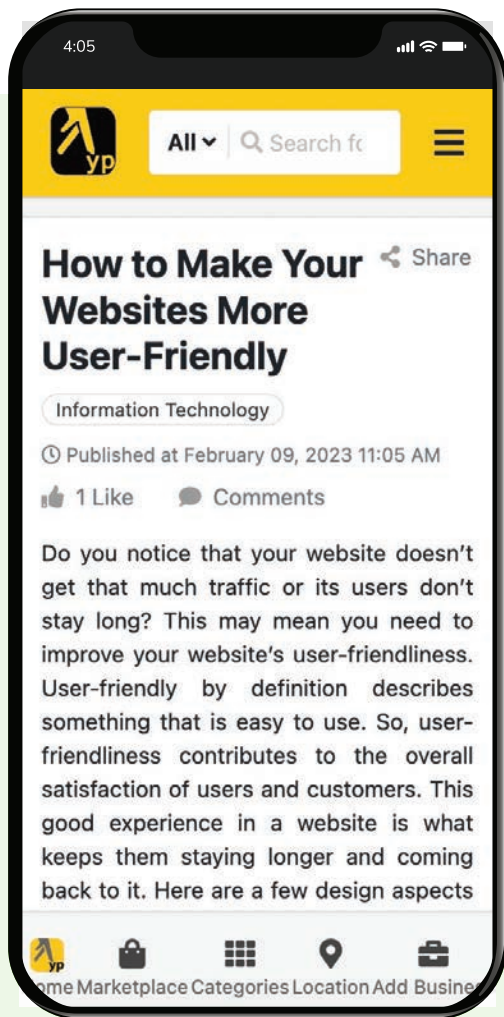 4:05
yp
All
Search fo
How to Make Your
Share
Websites More
User-Friendly
Information Technology
Published at February 09, 2023 11:05 AM
1 Like
Comments
Do you notice that your website doesn't
get that much traffic or its users don't
stay long? This may mean you need to
improve your website's user-friendliness.
User-friendly by definition describes
something that is easy to use. So, user-
friendliness contributes to the overall
satisfaction of users and customers. This
good experience in a website is what
keeps them staying longer and coming
back to it. Here are a few design aspects
yp
ome Marketplace Categories Location Add Busine